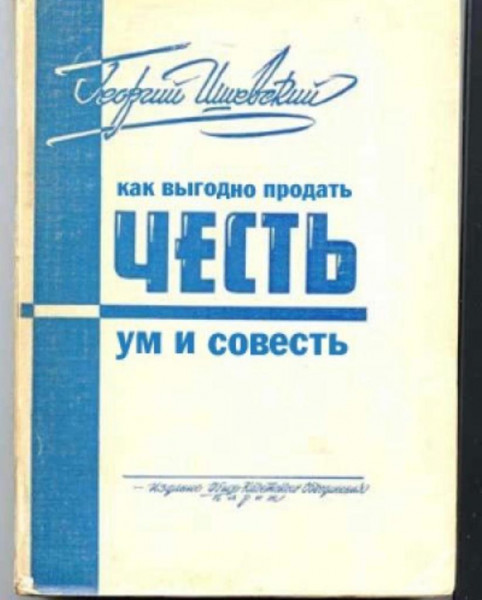 Георгий Ишевский
как выгодно продать
ЧЕСТЬ
ум и совесть